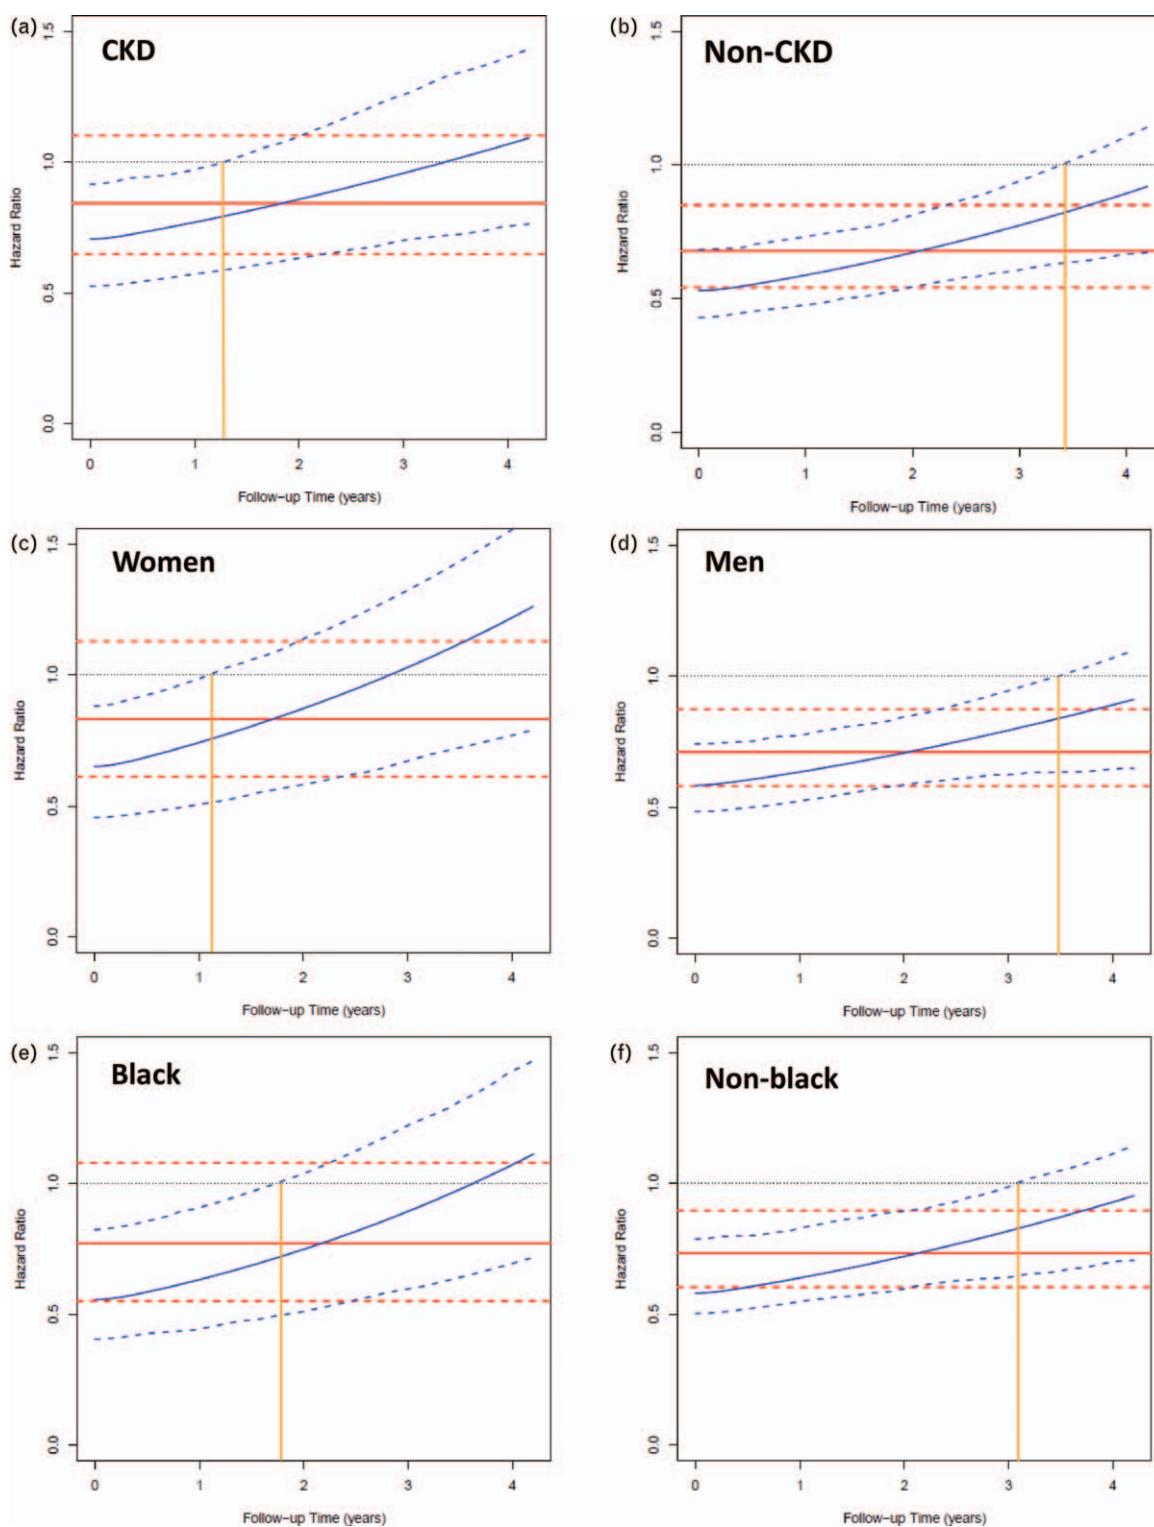 (a)
CKD
1.5
1.0
0.5
0.0
Hazard Ratio
0 1 2 3 4
Follow-up Time (years)
(b)
Non-CKD
1.5
1.0
0.5
0.0
Hazard Ratio
0 1 2 3 4
Follow-up Time (years)
(c)
Women
1.5
1.0
0.5
0.0
Hazard Ratio
0 1 2 3 4
Follow-up Time (years)
(d)
Men
1.5
1.0
0.5
0.0
Hazard Ratio
0 1 2 3 4
Follow-up Time (years)
(e)
Black
1.5
1.0
0.5
0.0
Hazard Ratio
0 1 2 3 4
Follow-up Time (years)
(f)
Non-black
1.5
1.0
0.5
0.0
Hazard Ratio
0 1 2 3 4
Follow-up Time (years)